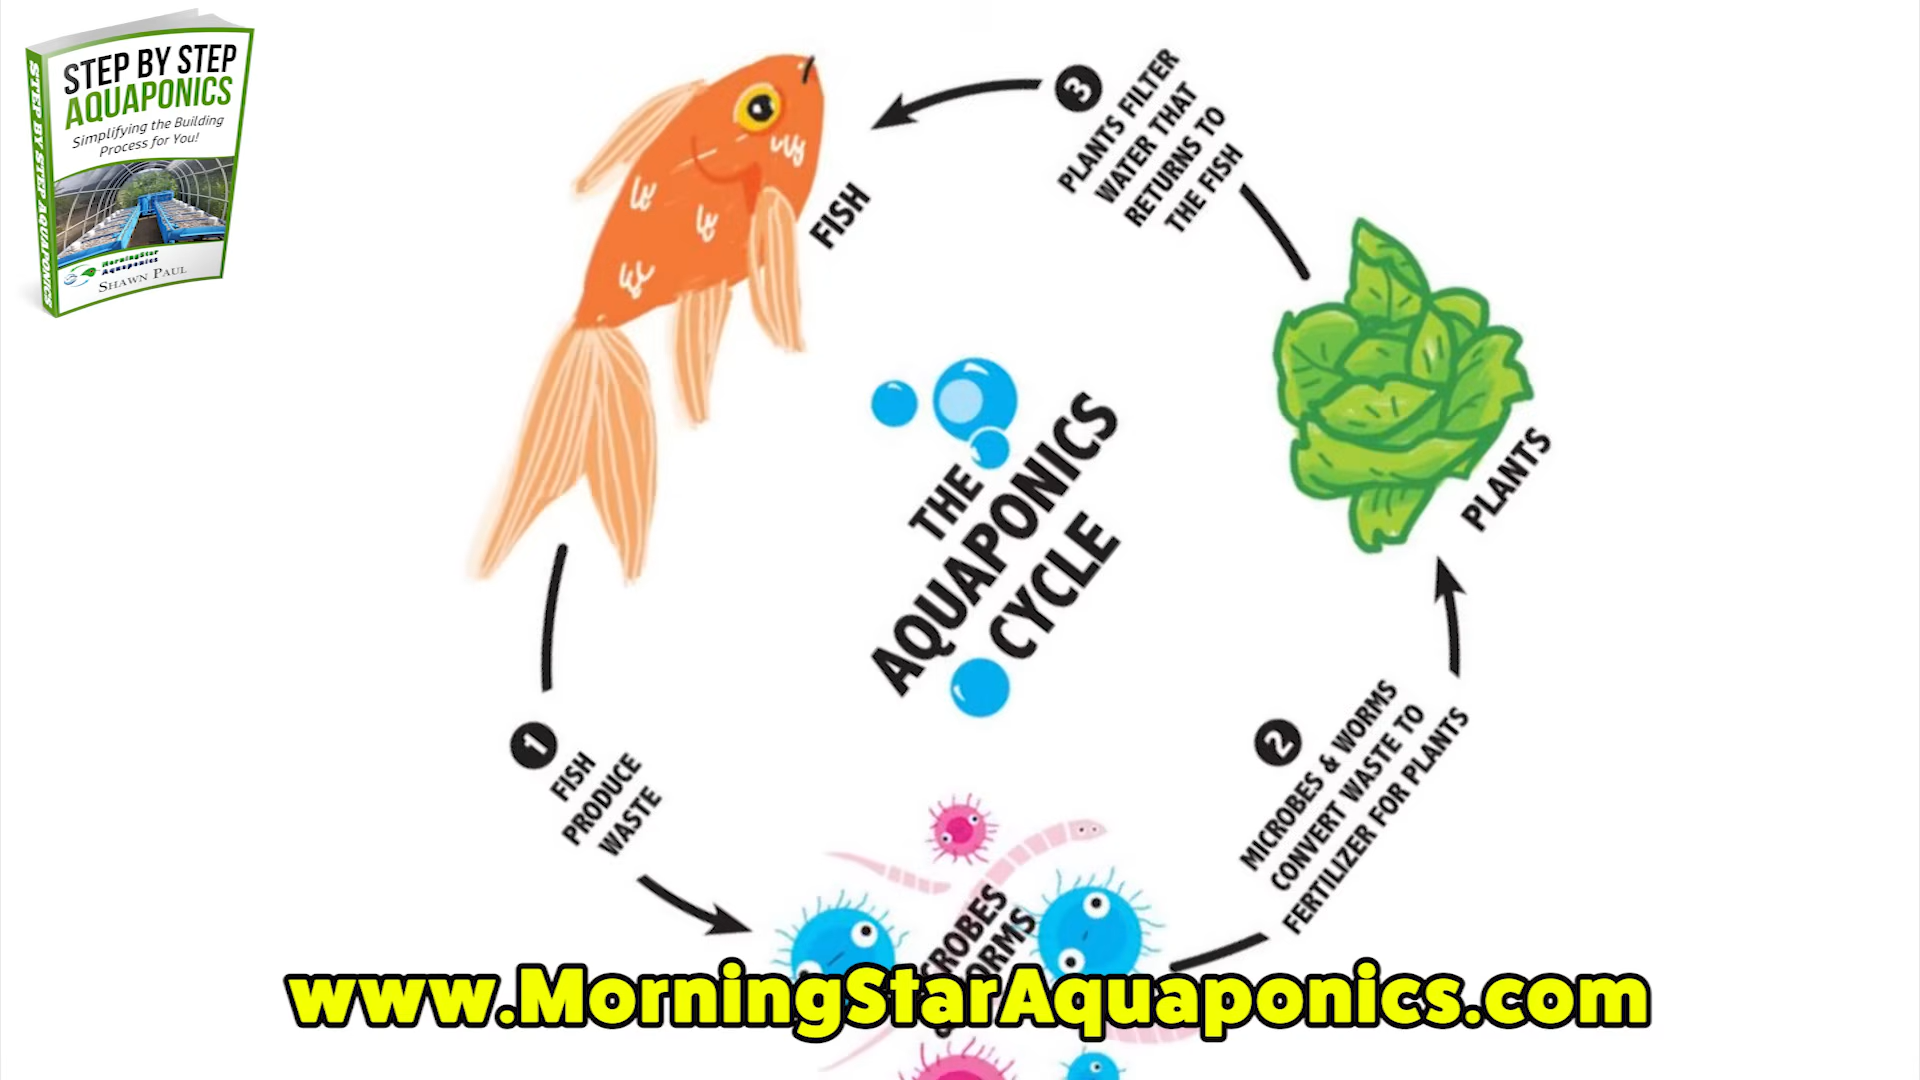 STEP BY STEP
AQUAPONICS
Simplifying the Building
Process for You!
MorningStar
Aquaponics
SHAWN PAUL
STEP BY STEP AQUAPONICS
FISH
3
PLANTS FILTER
WATER THAT
RETURNS TO
THE FISH
PLANTS
THE
AQUAPONICS
CYCLE
1
FISH
PRODUCE
WASTE
2
MICROBES & WORMS
CONVERT WASTE TO
FERTILIZER FOR PLANTS
www.MorningStarAquaponics.com